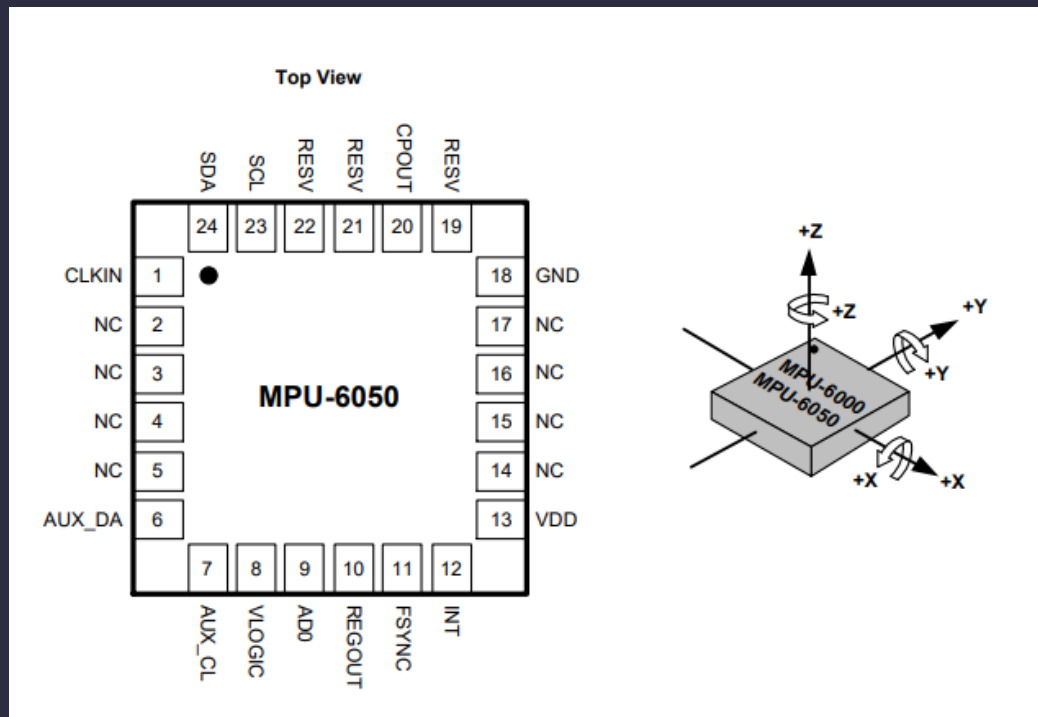 Top View
SDA
SCL
RESV
RESV
CPOUT
RESV
24 23 22 21 20 19
CLKIN 1 18 GND
NC 2 17 NC
NC 3 16 NC
MPU-6050
NC 4 15 NC
NC 5 14 NC
AUX_DA 6 13 VDD
7 8 9 10 11 12
AUX_CL
VLOGIC
AD0
REGOUT
FSYNC
INT
+Z
+Z
+Y
+Y
MPU-6000
MPU-6050
+X
+X